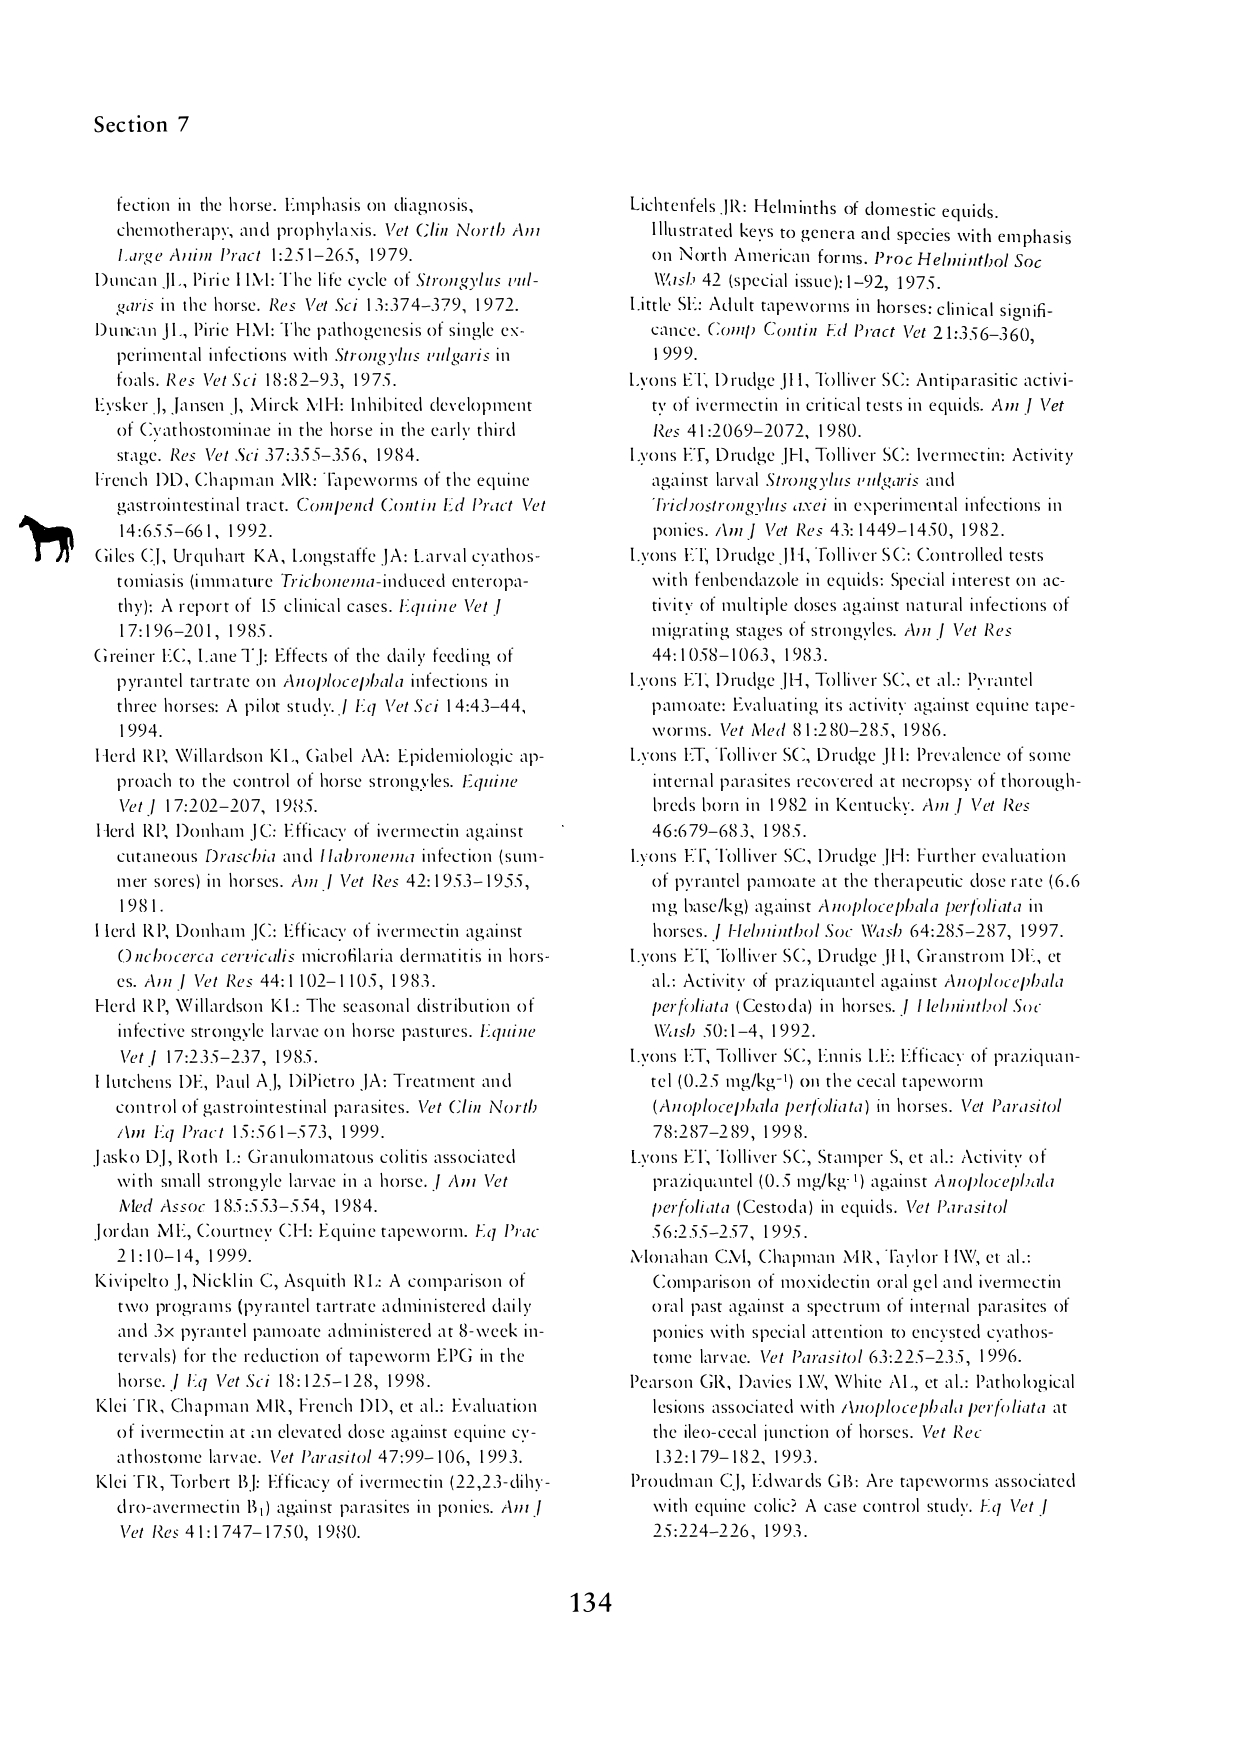 Section 7
fection in the horse. Emphasis on diagnosis,
chemotherapy, and prophylaxis. Vet Clin North Am
Large Anim Pract 1:251–265, 1979.
Duncan JL, Pirie HM: The life cycle of Strongylus vul-
garis in the horse. Res Vet Sci 13:374–379, 1972.
Duncan JL, Pirie HM: The pathogenesis of single ex-
perimental infections with Strongylus vulgaris in
foals. Res Vet Sci 18:82–93, 1975.
Eysker J, Jansen J, Mirck MH: Inhibited development
of Cyathostominae in the horse in the early third
stage. Res Vet Sci 37:355–356, 1984.
French DD, Chapman MR: Tapeworms of the equine
gastrointestinal tract. Compend Contin Ed Pract Vet
14:655–661, 1992.
Giles CJ, Urquhart KA, Longstaffe JA: Larval cyathos-
tomiasis (immature Trichonema-induced enteropa-
thy): A report of 15 clinical cases. Equine Vet J
17:196–201, 1985.
Greiner EC, Lane TJ: Effects of the daily feeding of
pyrantel tartrate on Anoplocephala infections in
three horses: A pilot study. J Eq Vet Sci 14:43–44,
1994.
Herd RP, Willardson KL, Gabel AA: Epidemiologic ap-
proach to the control of horse strongyles. Equine
Vet J 17:202–207, 1985.
Herd RP, Donham JC: Efficacy of ivermectin against
cutaneous Draschia and Habronema infection (sum-
mer sores) in horses. Am J Vet Res 42:1953–1955,
1981.
Herd RP, Donham JC: Efficacy of ivermectin against
Onchocerca cervicalis microfilaria dermatitis in hors-
es. Am J Vet Res 44:1102–1105, 1983.
Herd RP, Willardson KL: The seasonal distribution of
infective strongyle larvae on horse pastures. Equine
Vet J 17:235–237, 1985.
Hutchens DE, Paul AJ, DiPietro JA: Treatment and
control of gastrointestinal parasites. Vet Clin North
Am Eq Pract 15:561–573, 1999.
Jasko DJ, Roth L: Granulomatous colitis associated
with small strongyle larvae in a horse. J Am Vet
Med Assoc 185:553–554, 1984.
Jordan ME, Courtney CH: Equine tapeworm. Eq Prac
21:10–14, 1999.
Kivipelto J, Nicklin C, Asquith RL: A comparison of
two programs (pyrantel tartrate administered daily
and 3× pyrantel pamoate administered at 8-week in-
tervals) for the reduction of tapeworm EPG in the
horse. J Eq Vet Sci 18:125–128, 1998.
Klei TR, Chapman MR, French DD, et al.: Evaluation
of ivermectin at an elevated dose against equine cy-
athostome larvae. Vet Parasitol 47:99–106, 1993.
Klei TR, Torbert BJ: Efficacy of ivermectin (22,23-dihy-
dro-avermectin B₁) against parasites in ponies. Am J
Vet Res 41:1747–1750, 1980.
Lichtenfels JR: Helminths of domestic equids.
Illustrated keys to genera and species with emphasis
on North American forms. Proc Helminthol Soc
Wash 42 (special issue):1–92, 1975.
Little SE: Adult tapeworms in horses: clinical signifi-
cance. Comp Contin Ed Pract Vet 21:356–360,
1999.
Lyons ET, Drudge JH, Tolliver SC: Antiparasitic activi-
ty of ivermectin in critical tests in equids. Am J Vet
Res 41:2069–2072, 1980.
Lyons ET, Drudge JH, Tolliver SC: Ivermectin: Activity
against larval Strongylus vulgaris and
Trichostrongylus axei in experimental infections in
ponies. Am J Vet Res 43:1449–1450, 1982.
Lyons ET, Drudge JH, Tolliver SC: Controlled tests
with fenbendazole in equids: Special interest on ac-
tivity of multiple doses against natural infections of
migrating stages of strongyles. Am J Vet Res
44:1058–1063, 1983.
Lyons ET, Drudge JH, Tolliver SC, et al.: Pyrantel
pamoate: Evaluating its activity against equine tape-
worms. Vet Med 81:280–285, 1986.
Lyons ET, Tolliver SC, Drudge JH: Prevalence of some
internal parasites recovered at necropsy of thorough-
breds born in 1982 in Kentucky. Am J Vet Res
46:679–683, 1985.
Lyons ET, Tolliver SC, Drudge JH: Further evaluation
of pyrantel pamoate at the therapeutic dose rate (6.6
mg base/kg) against Anoplocephala perfoliata in
horses. J Helminthol Soc Wash 64:285–287, 1997.
Lyons ET, Tolliver SC, Drudge JH, Granstrom DE, et
al.: Activity of praziquantel against Anoplocephala
perfoliata (Cestoda) in horses. J Helminthol Soc
Wash 50:1–4, 1992.
Lyons ET, Tolliver SC, Ennis LE: Efficacy of praziquan-
tel (0.25 mg/kg⁻¹) on the cecal tapeworm
(Anoplocephala perfoliata) in horses. Vet Parasitol
78:287–289, 1998.
Lyons ET, Tolliver SC, Stamper S, et al.: Activity of
praziquantel (0.5 mg/kg⁻¹) against Anoplocephala
perfoliata (Cestoda) in equids. Vet Parasitol
56:255–257, 1995.
Monahan CM, Chapman MR, Taylor HW, et al.:
Comparison of moxidectin oral gel and ivermectin
oral past against a spectrum of internal parasites of
ponies with special attention to encysted cyathos-
tome larvae. Vet Parasitol 63:225–235, 1996.
Pearson GR, Davies LW, White AL, et al.: Pathological
lesions associated with Anoplocephala perfoliata at
the ileo-cecal junction of horses. Vet Rec
132:179–182, 1993.
Proudman CJ, Edwards GB: Are tapeworms associated
with equine colic? A case control study. Eq Vet J
25:224–226, 1993.
134